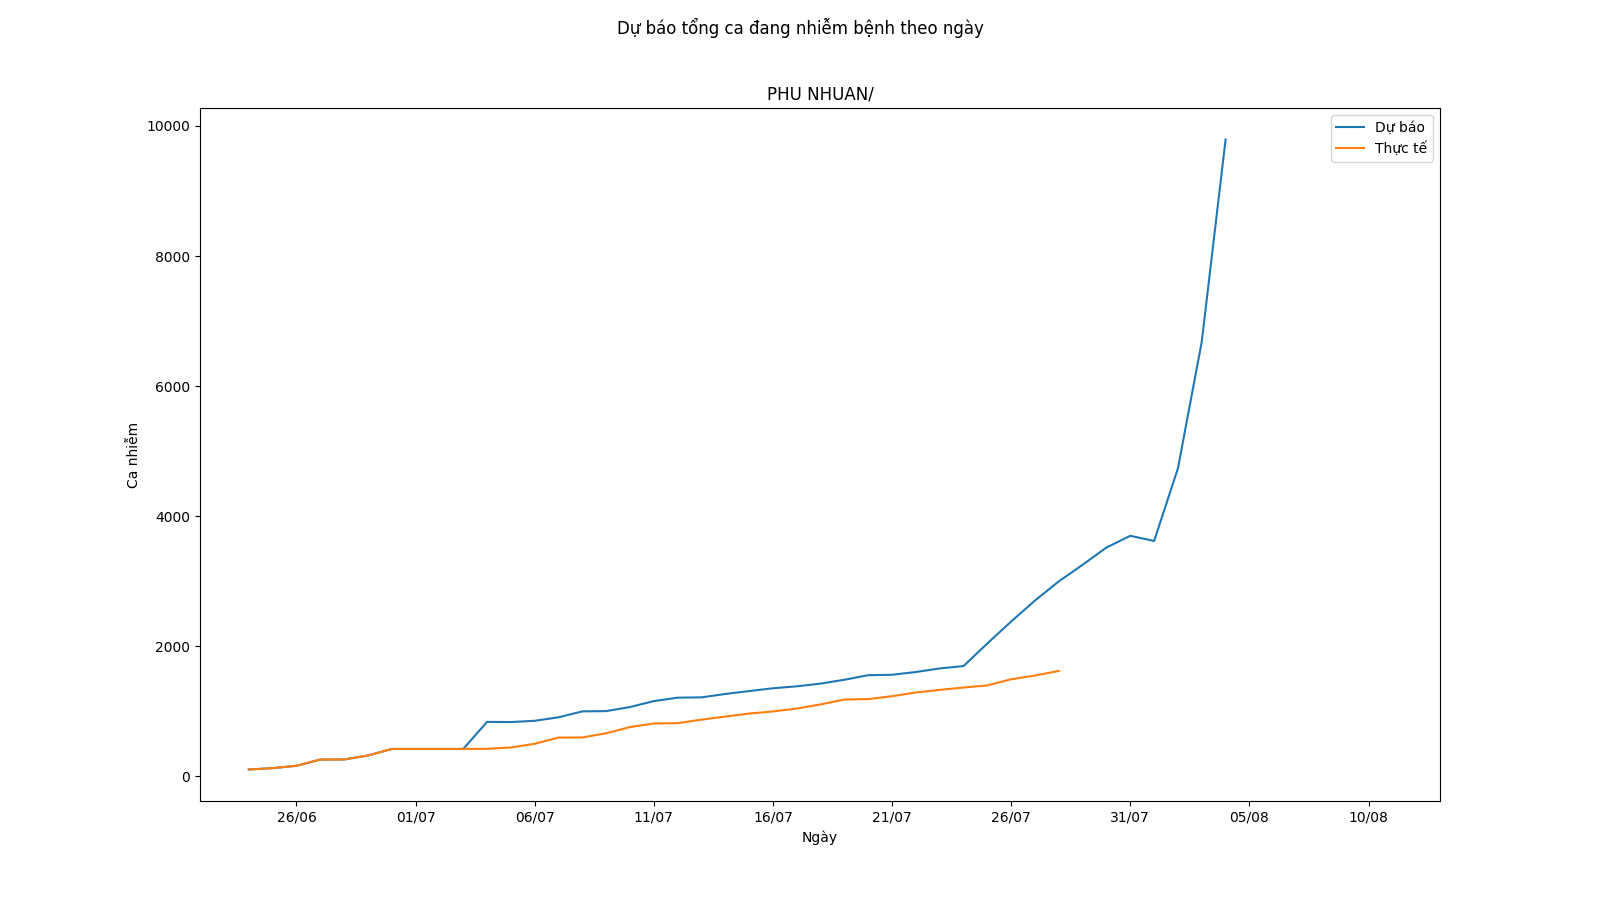 Dự báo tổng ca đang nhiễm bệnh theo ngày
PHU NHUAN/
Dự báo
Thực tế
10000
8000
6000
4000
2000
0
Ca nhiễm
26/06 01/07 06/07 11/07 16/07 21/07 26/07 31/07 05/08 10/08
Ngày